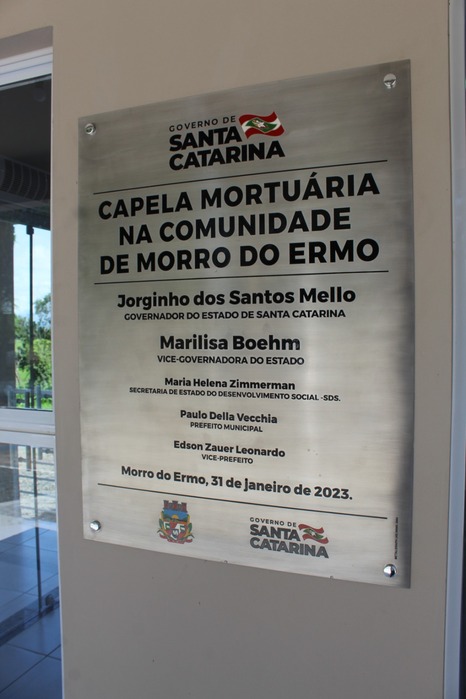 GOVERNO DE
SANTA
CATARINA
CAPELA MORTUÁRIA
NA COMUNIDADE
DE MORRO DO ERMO
Jorginho dos Santos Mello
GOVERNADOR DO ESTADO DE SANTA CATARINA
Marilisa Boehm
VICE-GOVERNADORA DO ESTADO
Maria Helena Zimmerman
SECRETARIA DE ESTADO DO DESENVOLVIMENTO SOCIAL -SDS.
Paulo Della Vecchia
PREFEITO MUNICIPAL
Edson Zauer Leonardo
VICE-PREFEITO
Morro do Ermo, 31 de janeiro de 2023.
GOVERNO DE
SANTA
CATARINA